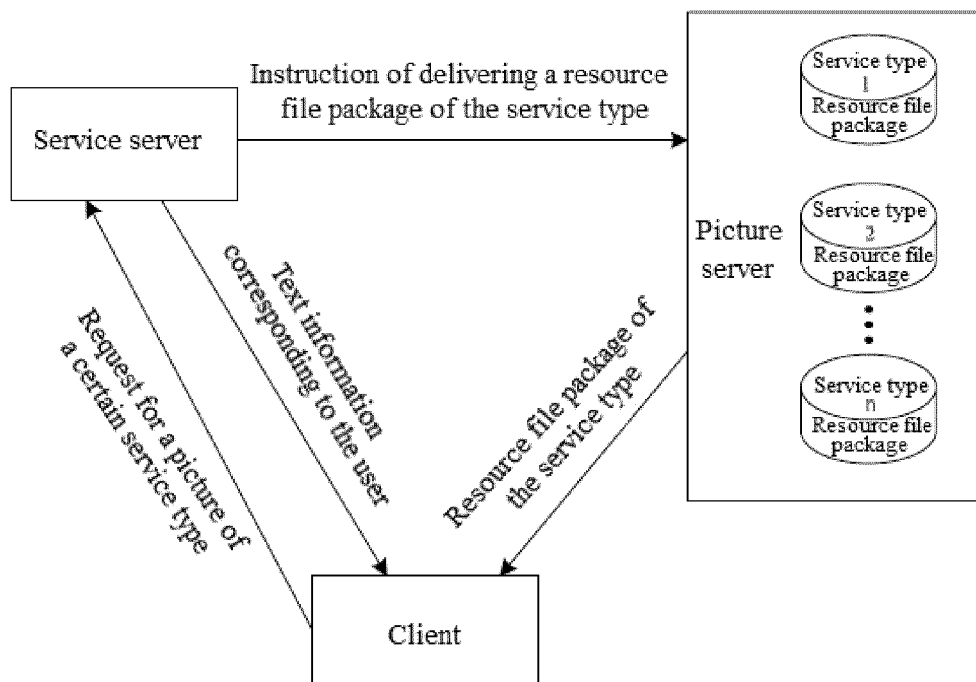 Service server
Instruction of delivering a resource
file package of the service type
Picture
server
Service type
1
Resource file
package
Service type
2
Resource file
package
Service type
n
Resource file
package
Request for a picture of
a certain service type
Text information
corresponding to the user
Resource file package of
the service type
Client